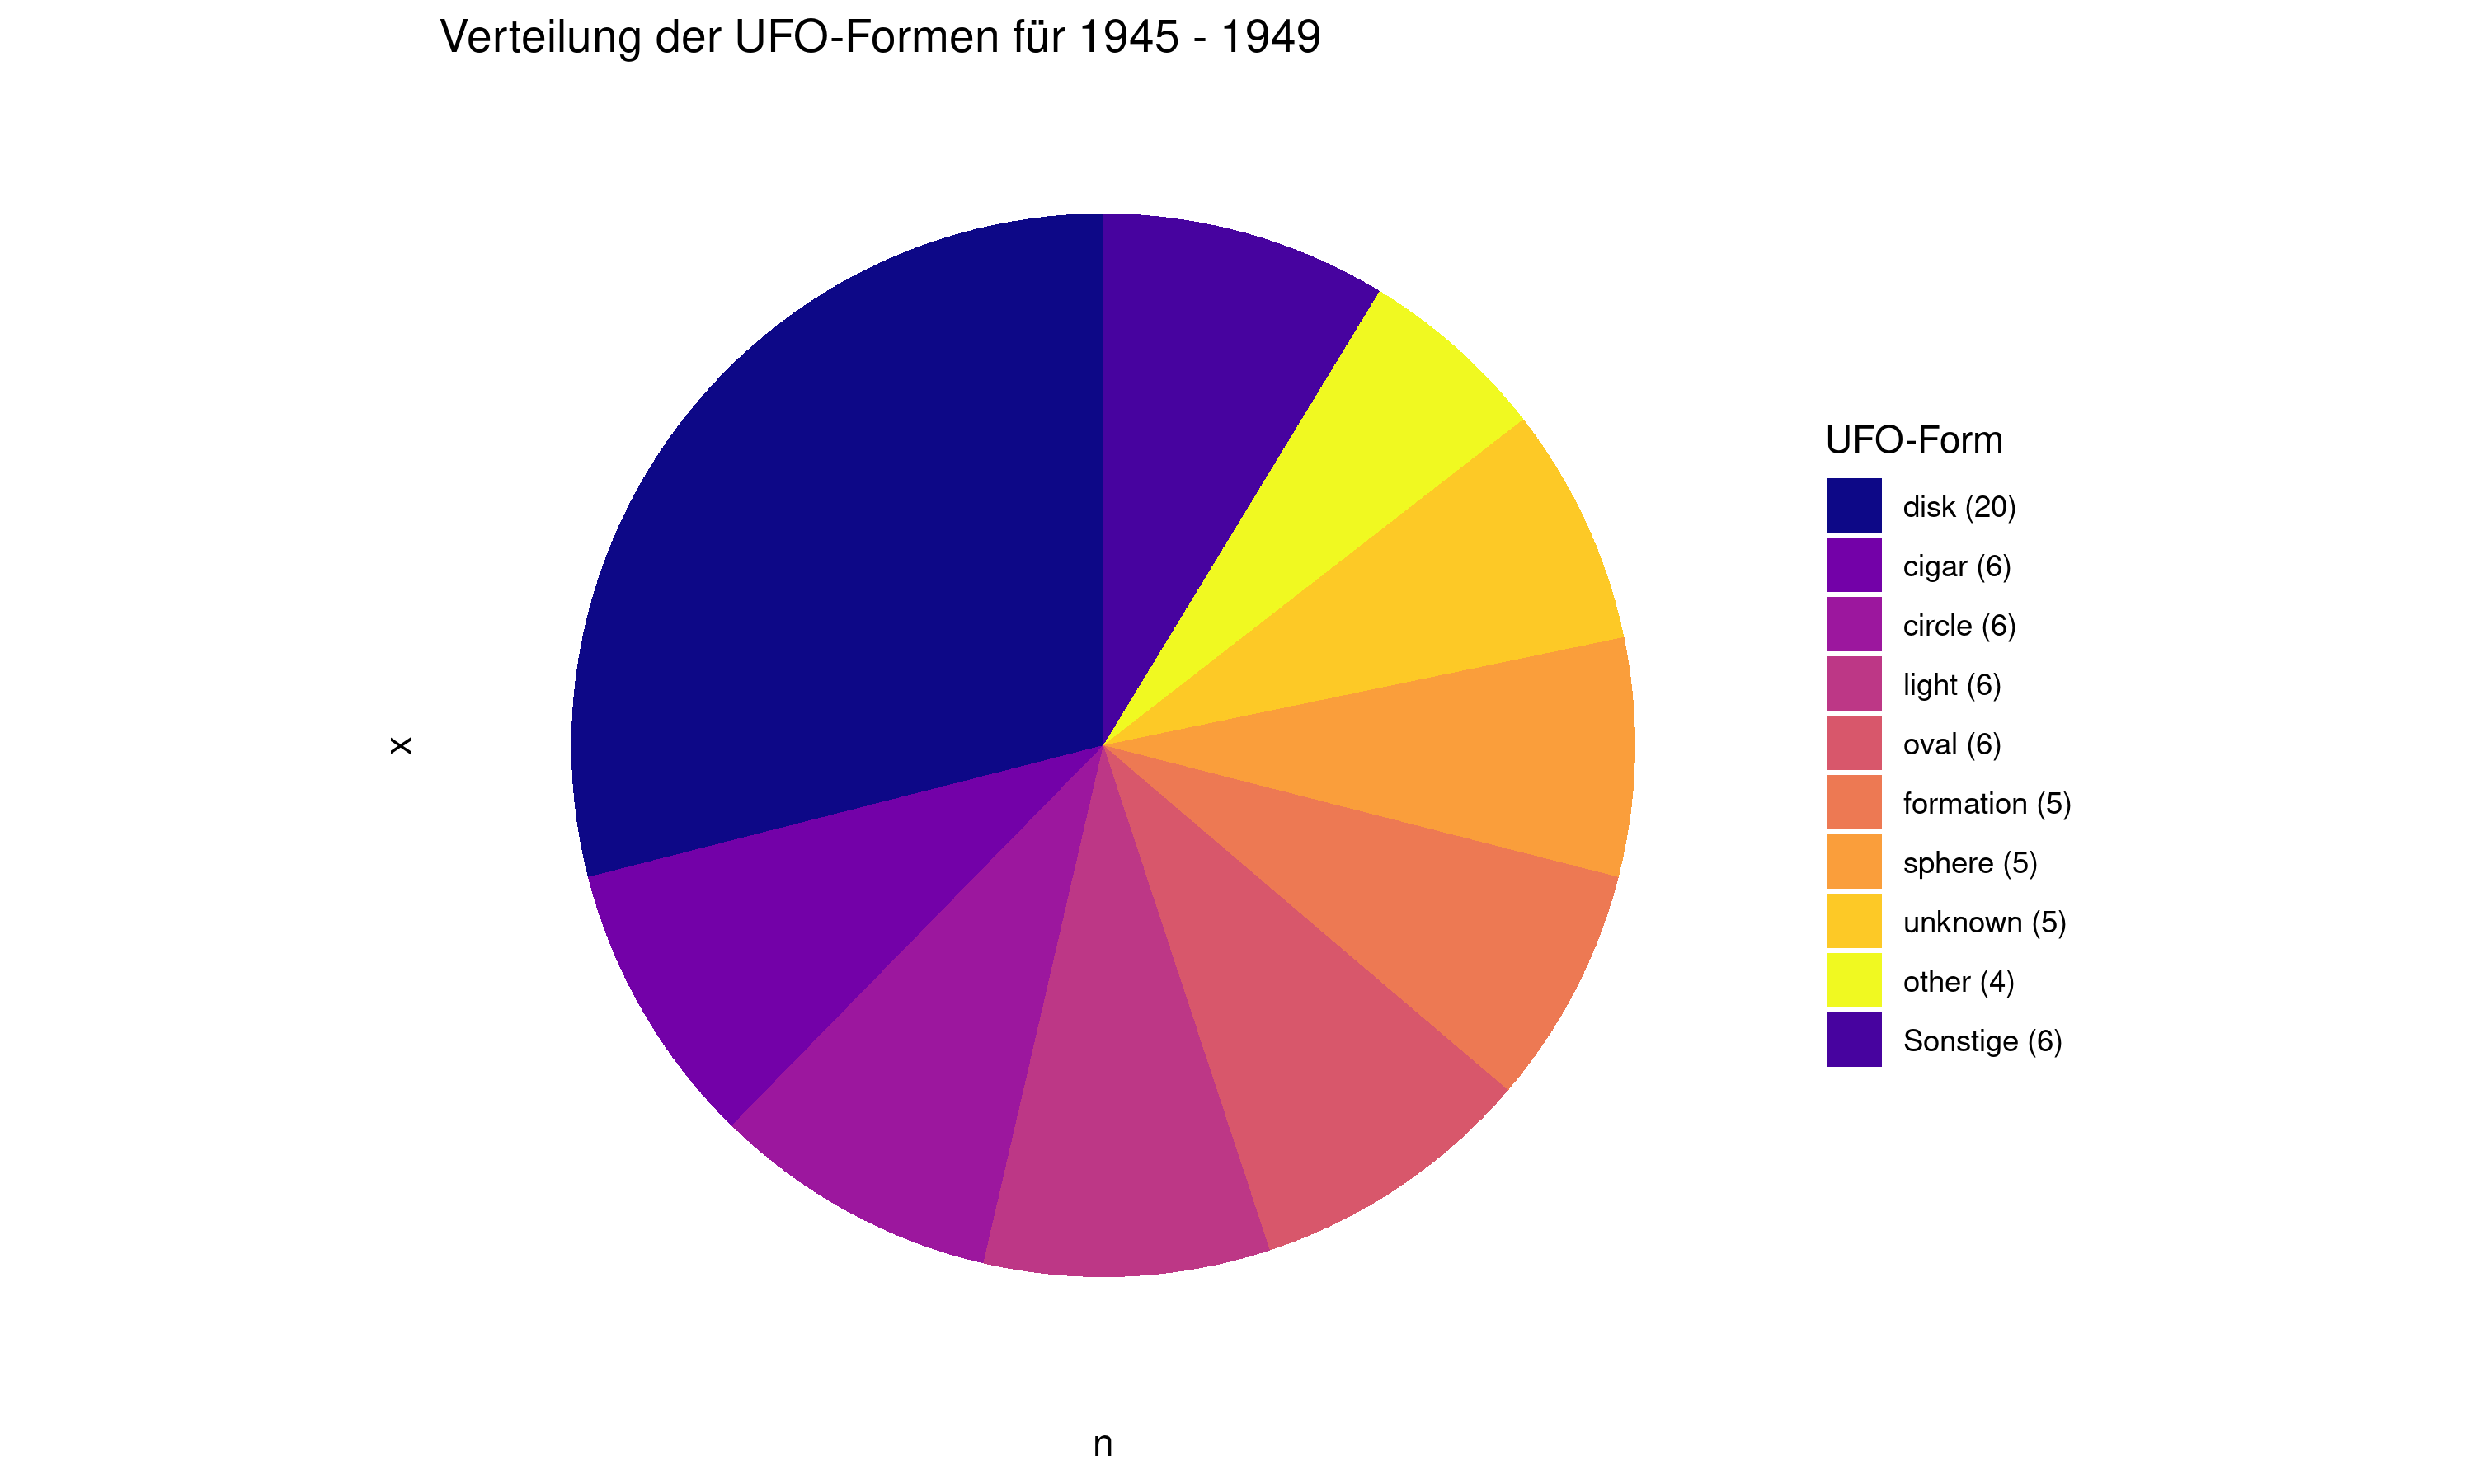 Verteilung der UFO-Formen für 1945 - 1949
x
n
UFO-Form
disk (20)
cigar (6)
circle (6)
light (6)
oval (6)
formation (5)
sphere (5)
unknown (5)
other (4)
Sonstige (6)